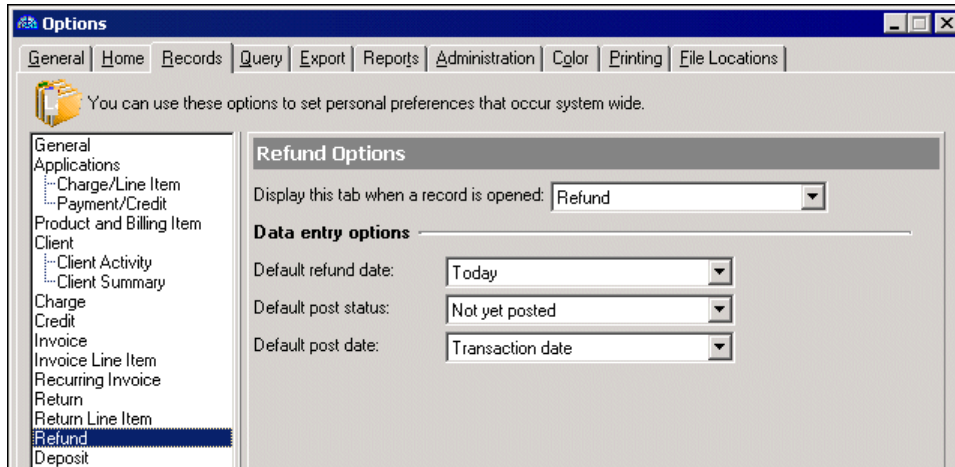 Options
General Home Records Query Export Reports Administration Color Printing File Locations
You can use these options to set personal preferences that occur system wide.
General
Applications
Charge/Line Item
Payment/Credit
Product and Billing Item
Client
Client Activity
Client Summary
Charge
Credit
Invoice
Invoice Line Item
Recurring Invoice
Return
Return Line Item
Refund
Deposit
Refund Options
Display this tab when a record is opened: Refund
Data entry options
Default refund date: Today
Default post status: Not yet posted
Default post date: Transaction date